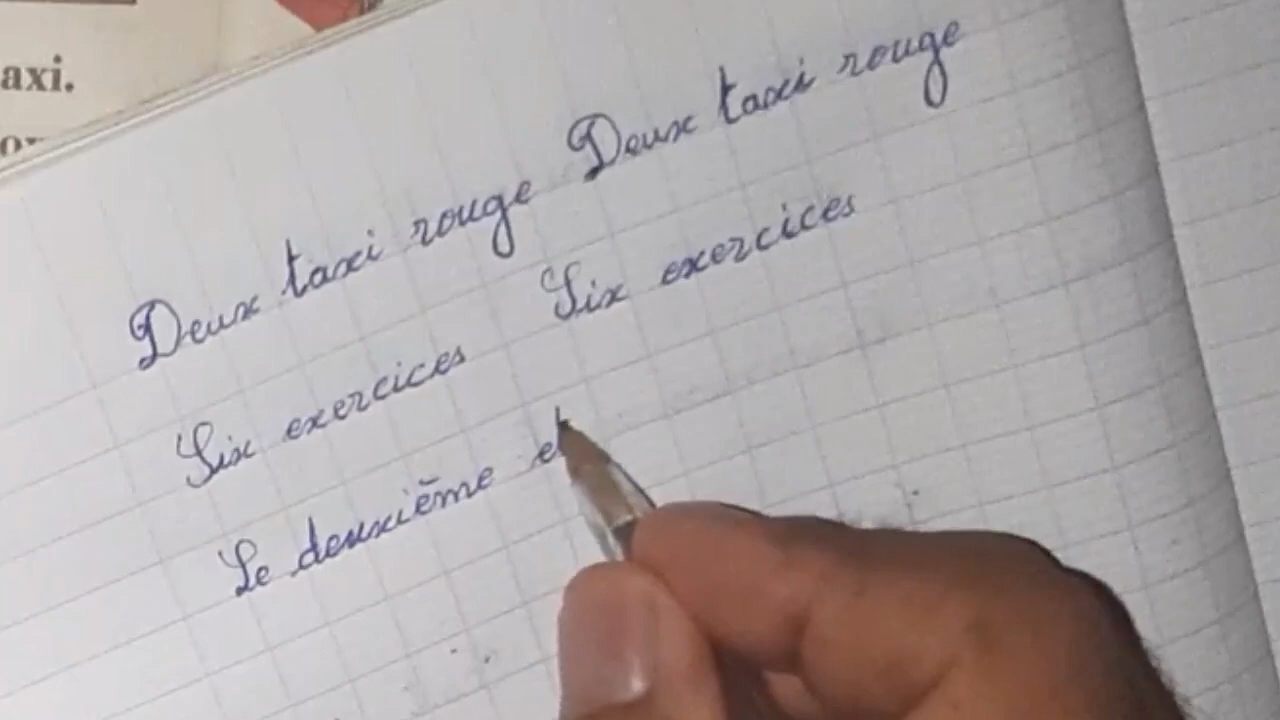 axi.
Deux taxi rouge Deux taxi rouge
Six exercices Six exercices
Le deuxième